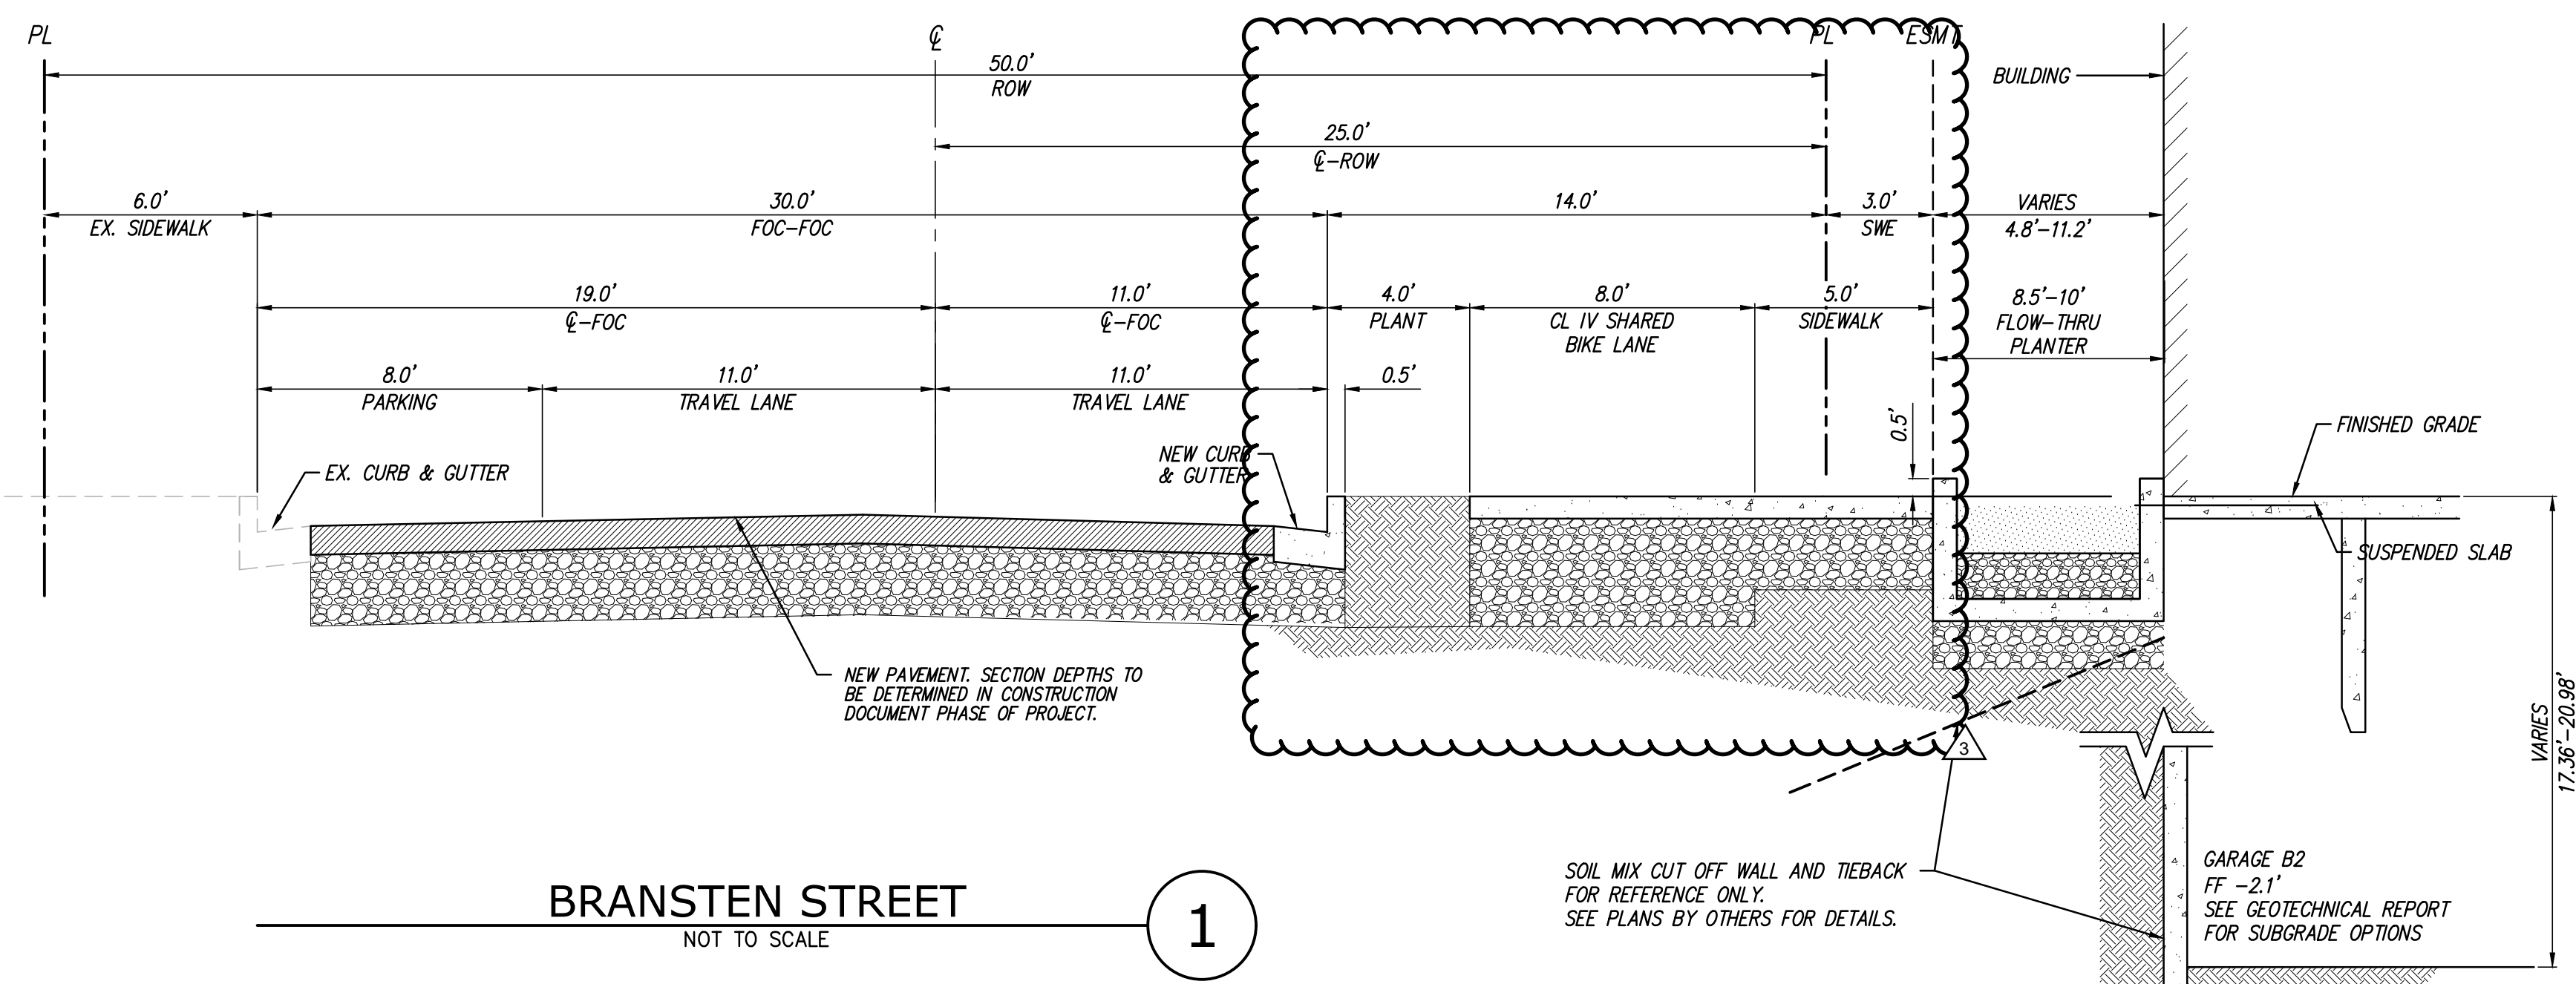 PL
℄
PL
ESMT
50.0'
ROW
BUILDING
25.0'
℄-ROW
6.0'
EX. SIDEWALK
30.0'
FOC-FOC
14.0'
3.0'
SWE
VARIES
4.8'-11.2'
19.0'
℄-FOC
11.0'
℄-FOC
4.0'
PLANT
8.0'
CL IV SHARED
BIKE LANE
5.0'
SIDEWALK
8.5'-10'
FLOW-THRU
PLANTER
8.0'
PARKING
11.0'
TRAVEL LANE
11.0'
TRAVEL LANE
0.5'
0.5'
FINISHED GRADE
EX. CURB & GUTTER
NEW CURB
& GUTTER
SUSPENDED SLAB
NEW PAVEMENT. SECTION DEPTHS TO
BE DETERMINED IN CONSTRUCTION
DOCUMENT PHASE OF PROJECT.
3
VARIES
17.36'-20.98'
SOIL MIX CUT OFF WALL AND TIEBACK
FOR REFERENCE ONLY.
SEE PLANS BY OTHERS FOR DETAILS.
GARAGE B2
FF -2.1'
SEE GEOTECHNICAL REPORT
FOR SUBGRADE OPTIONS
BRANSTEN STREET
NOT TO SCALE
1